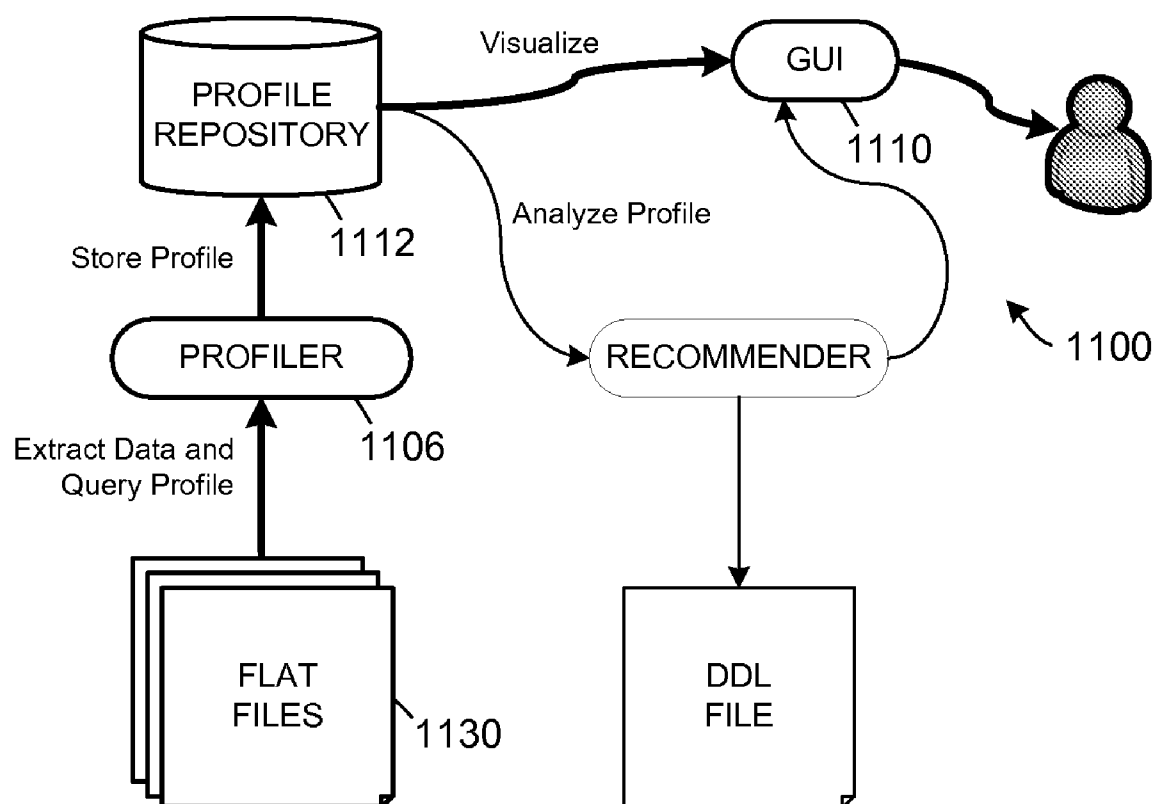 Visualize
GUI
1110
PROFILE
REPOSITORY
1112
Analyze Profile
Store Profile
PROFILER
1106
RECOMMENDER
1100
Extract Data and
Query Profile
FLAT
FILES
1130
DDL
FILE